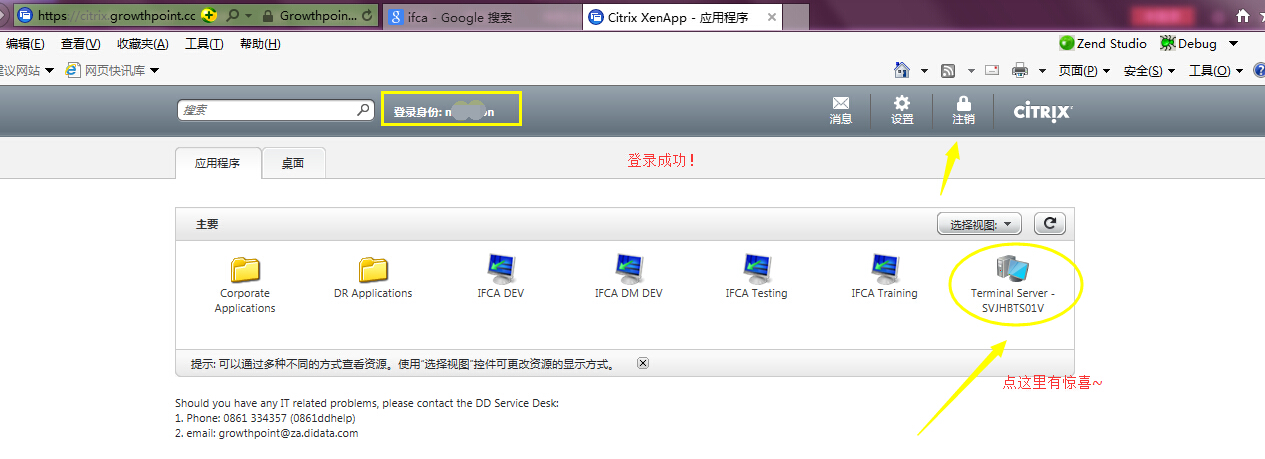 https://citrix.growthpoint.cc
Growthpoin...
ifca - Google 搜索
Citrix XenApp - 应用程序
编辑(E) 查看(V) 收藏夹(A) 工具(T) 帮助(H)
Zend Studio Debug
议网站 网页快讯库
页面(P) 安全(S) 工具(O)
搜索
登录身份: n on
消息 设置 注销 CITRIX
应用程序 桌面
登录成功！
主要
选择视图:
Corporate
Applications
DR Applications
IFCA DEV
IFCA DM DEV
IFCA Testing
IFCA Training
Terminal Server -
SVJHBTS01V
提示: 可以通过多种不同的方式查看资源。使用“选择视图”控件可更改资源的显示方式。
点这里有惊喜~
Should you have any IT related problems, please contact the DD Service Desk:
1. Phone: 0861 334357 (0861ddhelp)
2. email: growthpoint@za.didata.com